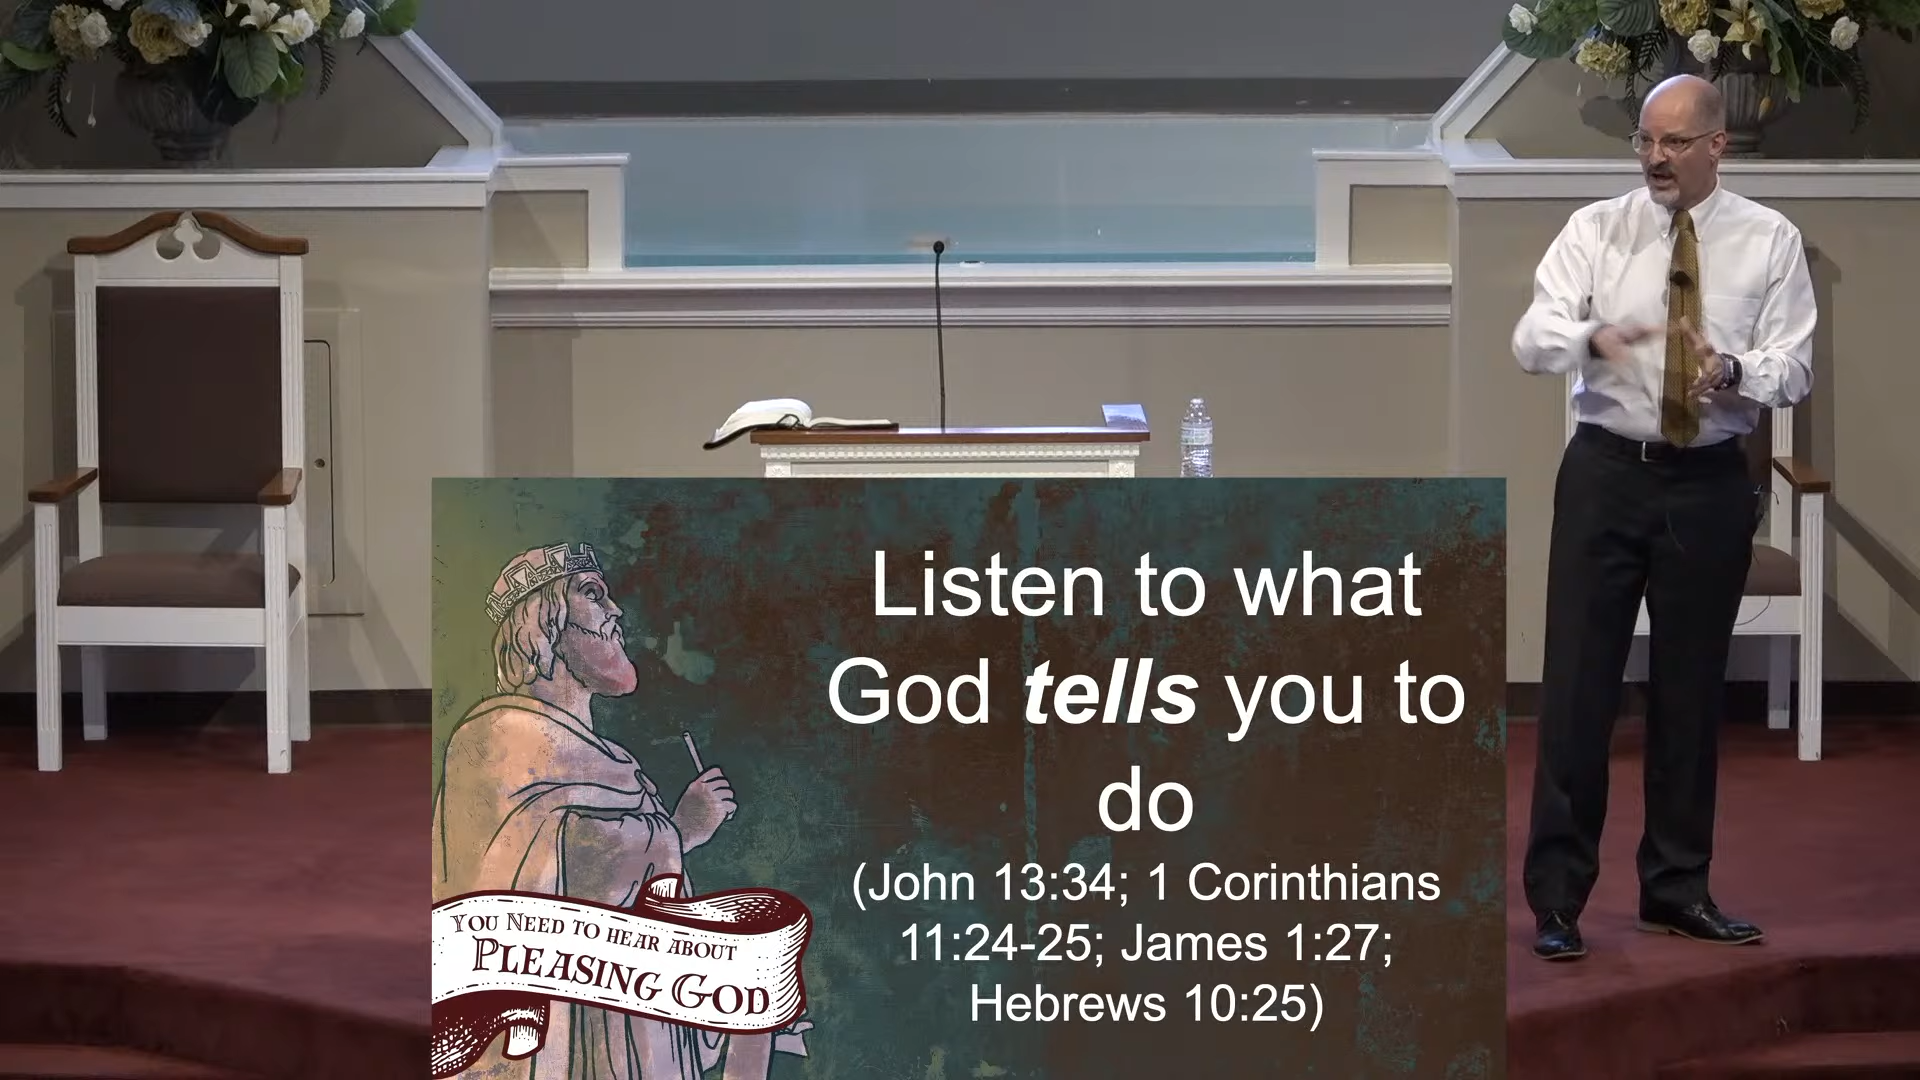 Listen to what
God tells you to
do
(John 13:34; 1 Corinthians
11:24-25; James 1:27;
Hebrews 10:25)
YOU NEED TO HEAR ABOUT
PLEASING GOD